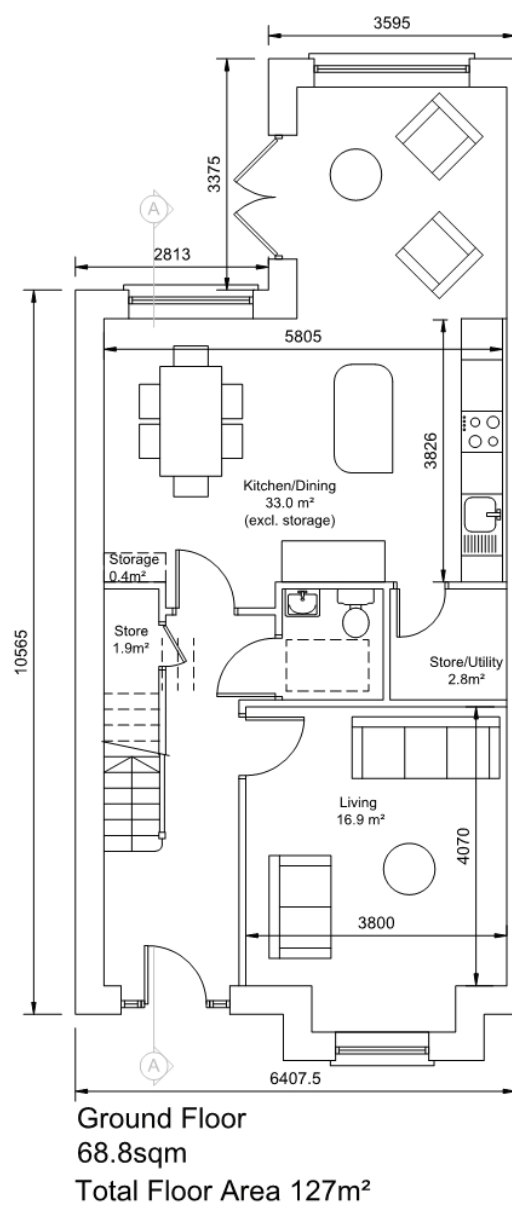 3595
3375
A
2813
5805
3826
Kitchen/Dining
33.0 m²
(excl. storage)
Storage
0.4m²
10565
Store
1.9m²
Store/Utility
2.8m²
Living
16.9 m²
4070
3800
A
6407.5
Ground Floor
68.8sqm
Total Floor Area 127m²